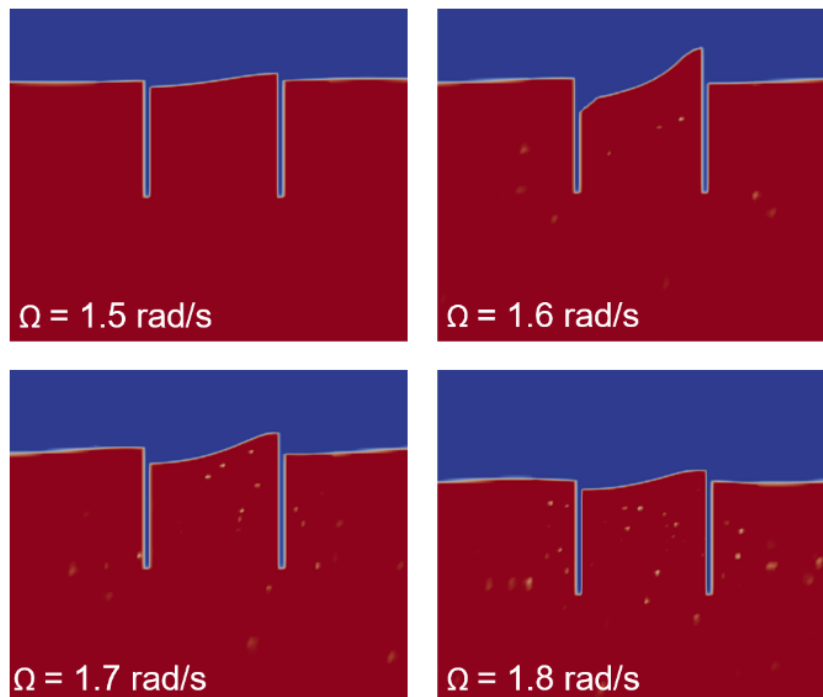 Ω = 1.5 rad/s
Ω = 1.6 rad/s
Ω = 1.7 rad/s
Ω = 1.8 rad/s